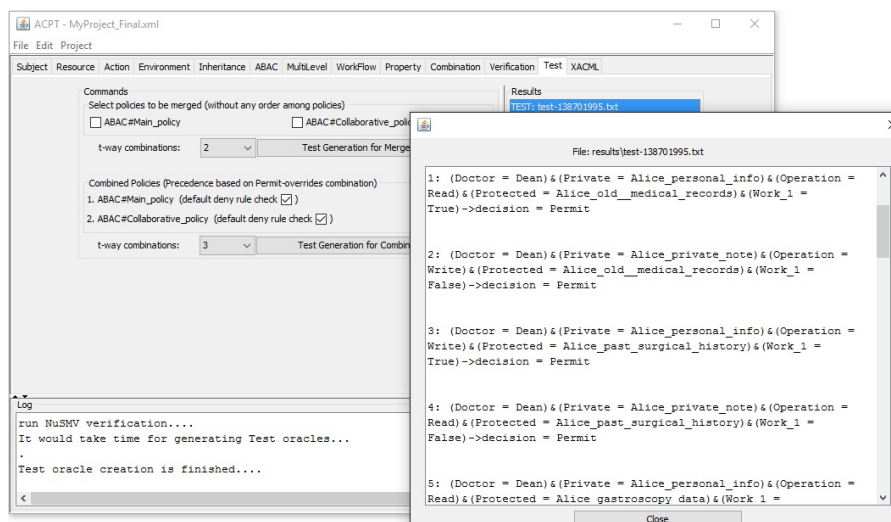 ACPT - MyProject_Final.xml
File Edit Project
Subject Resource Action Environment Inheritance ABAC MultiLevel WorkFlow Property Combination Verification Test XACML
Commands
Select policies to be merged (without any order among policies)
ABAC#Main_policy ABAC#Collaborative_polic
t-way combinations: 2 Test Generation for Merge
Combined Policies (Precedence based on Permit-overrides combination)
1. ABAC#Main_policy (default deny rule check )
2. ABAC#Collaborative_policy (default deny rule check )
t-way combinations: 3 Test Generation for Combin
Results
TEST: test-138701995.txt
File: results\test-138701995.txt
1: (Doctor = Dean)&(Private = Alice_personal_info)&(Operation =
Read)&(Protected = Alice_old__medical_records)&(Work_1 =
True)->decision = Permit
2: (Doctor = Dean)&(Private = Alice_private_note)&(Operation =
Write)&(Protected = Alice_old__medical_records)&(Work_1 =
False)->decision = Permit
3: (Doctor = Dean)&(Private = Alice_personal_info)&(Operation =
Write)&(Protected = Alice_past_surgical_history)&(Work_1 =
True)->decision = Permit
4: (Doctor = Dean)&(Private = Alice_private_note)&(Operation =
Read)&(Protected = Alice_past_surgical_history)&(Work_1 =
False)->decision = Permit
5: (Doctor = Dean)&(Private = Alice_personal_info)&(Operation =
Read)&(Protected = Alice_gastroscopy_data)&(Work_1 =
Close
Log
run NuSMV verification....
It would take time for generating Test oracles...
.
Test oracle creation is finished....